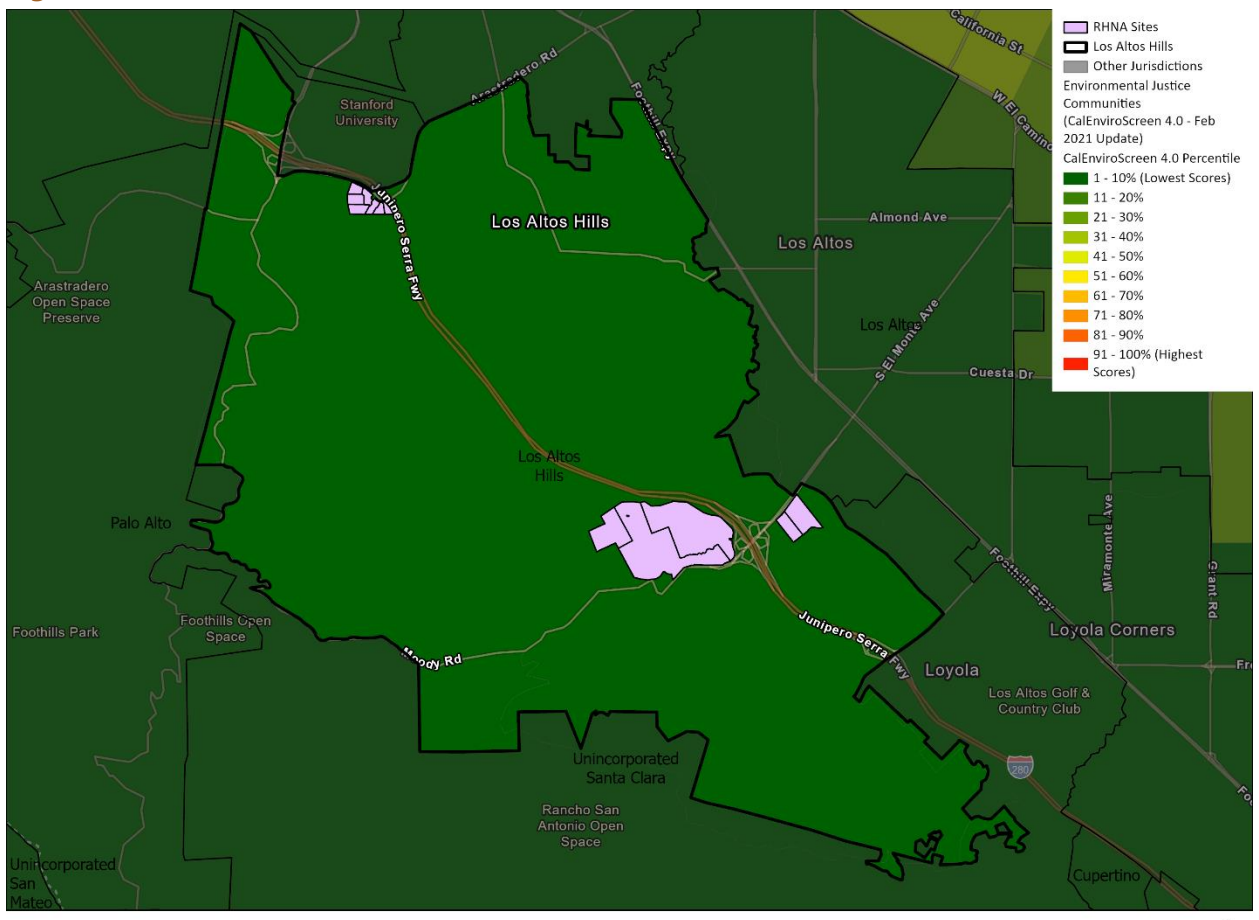 California St
RHNA Sites
Los Altos Hills
Other Jurisdictions
Environmental Justice
Communities
(CalEnviroScreen 4.0 - Feb
2021 Update)
CalEnviroScreen 4.0 Percentile
1 - 10% (Lowest Scores)
11 - 20%
21 - 30%
31 - 40%
41 - 50%
51 - 60%
61 - 70%
71 - 80%
81 - 90%
91 - 100% (Highest
Scores)
Arastradero Rd
Foothill Expy
W El Camino
Stanford
University
Junipero Serra Fwy
Los Altos Hills
Almond Ave
Los Altos
Arastradero
Open Space
Preserve
Los Altos
S El Monte Ave
Cuesta Dr
Los Altos
Hills
Palo Alto
Miramonte Ave
Grant Rd
Foothill Expy
Foothills Park
Foothills Open
Space
Junipero Serra Fwy
Loyola Corners
Moody Rd
Loyola
Fre
Los Altos Golf &
Country Club
Unincorporated
Santa Clara
280
Rancho San
Antonio Open
Space
Foo
Unincorporated
San
Mateo
Cupertino